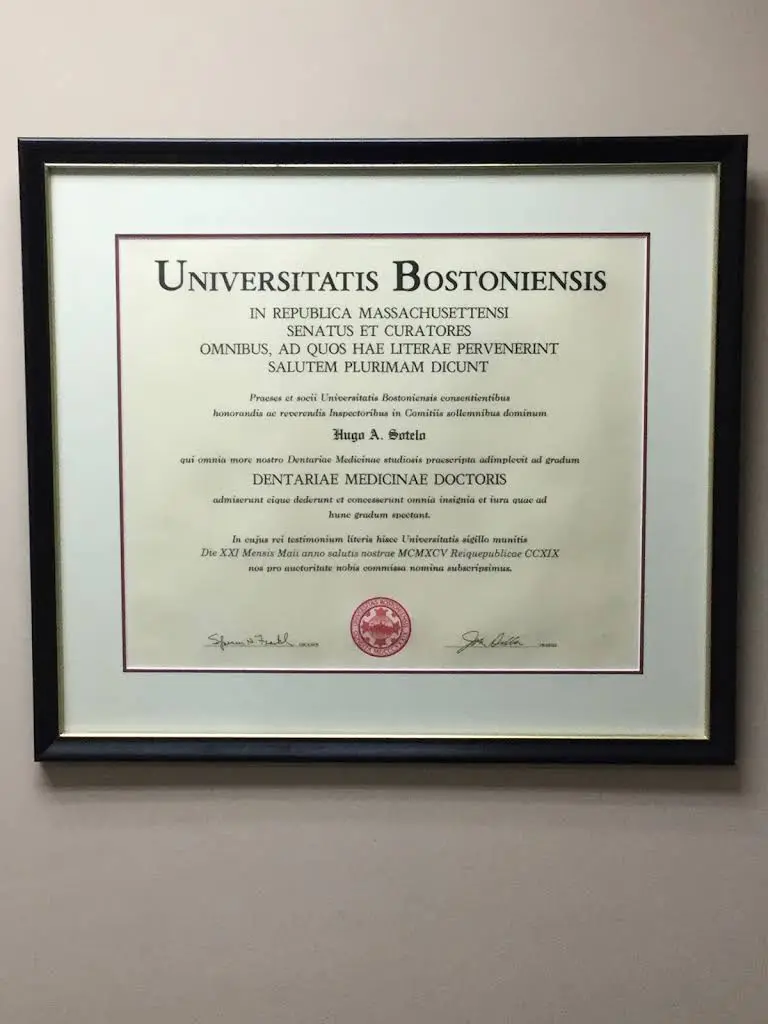 UNIVERSITATIS BOSTONIENSIS
IN REPUBLICA MASSACHUSETTENSI
SENATUS ET CURATORES
OMNIBUS, AD QUOS HAE LITERAE PERVENERINT
SALUTEM PLURIMAM DICUNT
Praeses et socii Universitatis Bostoniensis consentientibus
honorandis ac reverendis Inspectoribus in Comitiis sollemnibus dominum
Hugo A. Sotelo
qui omnia more nostro Dentariae Medicinae studiosis praescripta adimplevit ad gradum
DENTARIAE MEDICINAE DOCTORIS
admiserunt eique dederunt et concesserunt omnia insignia et iura quae ad
hunc gradum spectant.
In cujus rei testimonium literis hisce Universitatis sigillo munitis
Die XXI Mensis Maii anno salutis nostrae MCMXCV Reiquepublicae CCXIX
nos pro auctoritate nobis commissa nomina subscripsimus.